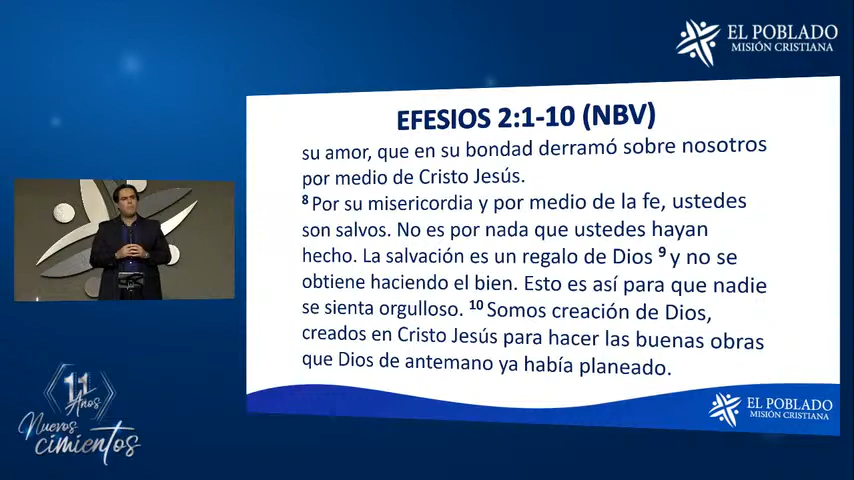 EL POBLADO
MISIÓN CRISTIANA
EFESIOS 2:1-10 (NBV)
su amor, que en su bondad derramó sobre nosotros
por medio de Cristo Jesús.
⁸ Por su misericordia y por medio de la fe, ustedes
son salvos. No es por nada que ustedes hayan
hecho. La salvación es un regalo de Dios ⁹ y no se
obtiene haciendo el bien. Esto es así para que nadie
se sienta orgulloso. ¹⁰ Somos creación de Dios,
creados en Cristo Jesús para hacer las buenas obras
que Dios de antemano ya había planeado.
11
Años
Nuevos
cimientos
EL POBLADO
MISIÓN CRISTIANA